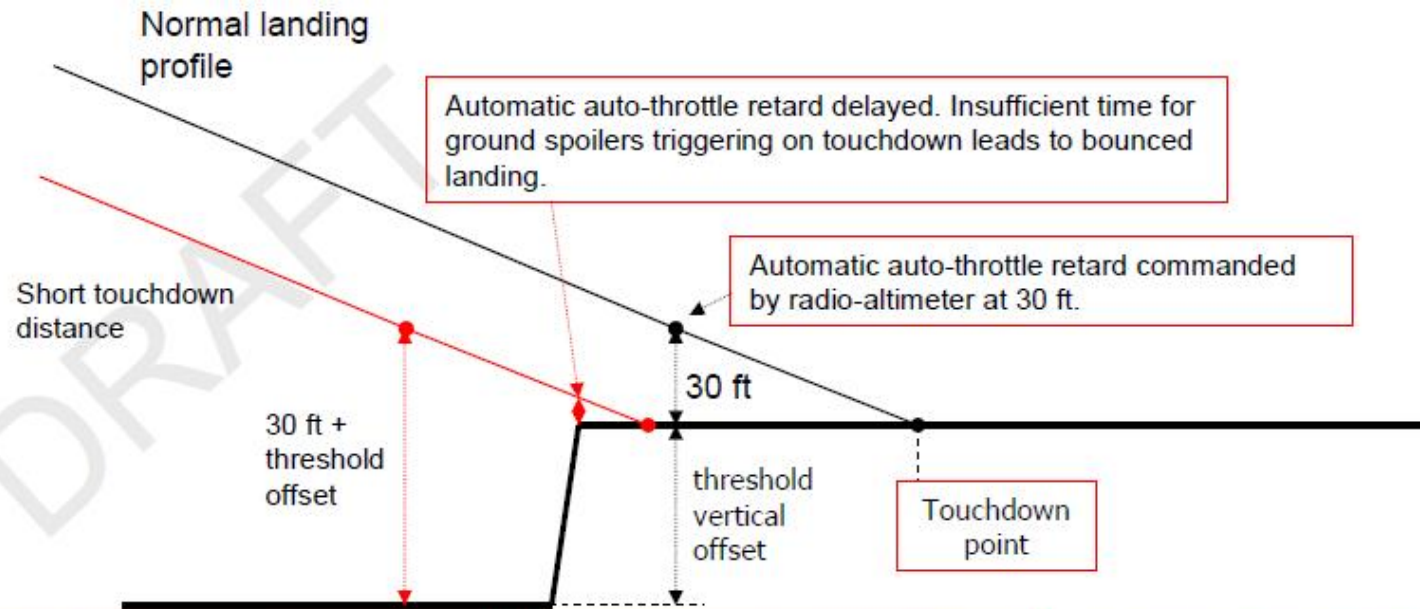 Normal landing
profile
Automatic auto-throttle retard delayed. Insufficient time for
ground spoilers triggering on touchdown leads to bounced
landing.
Automatic auto-throttle retard commanded
by radio-altimeter at 30 ft.
Short touchdown
distance
30 ft
30 ft +
threshold
offset
threshold
vertical
offset
Touchdown
point
DRAFT